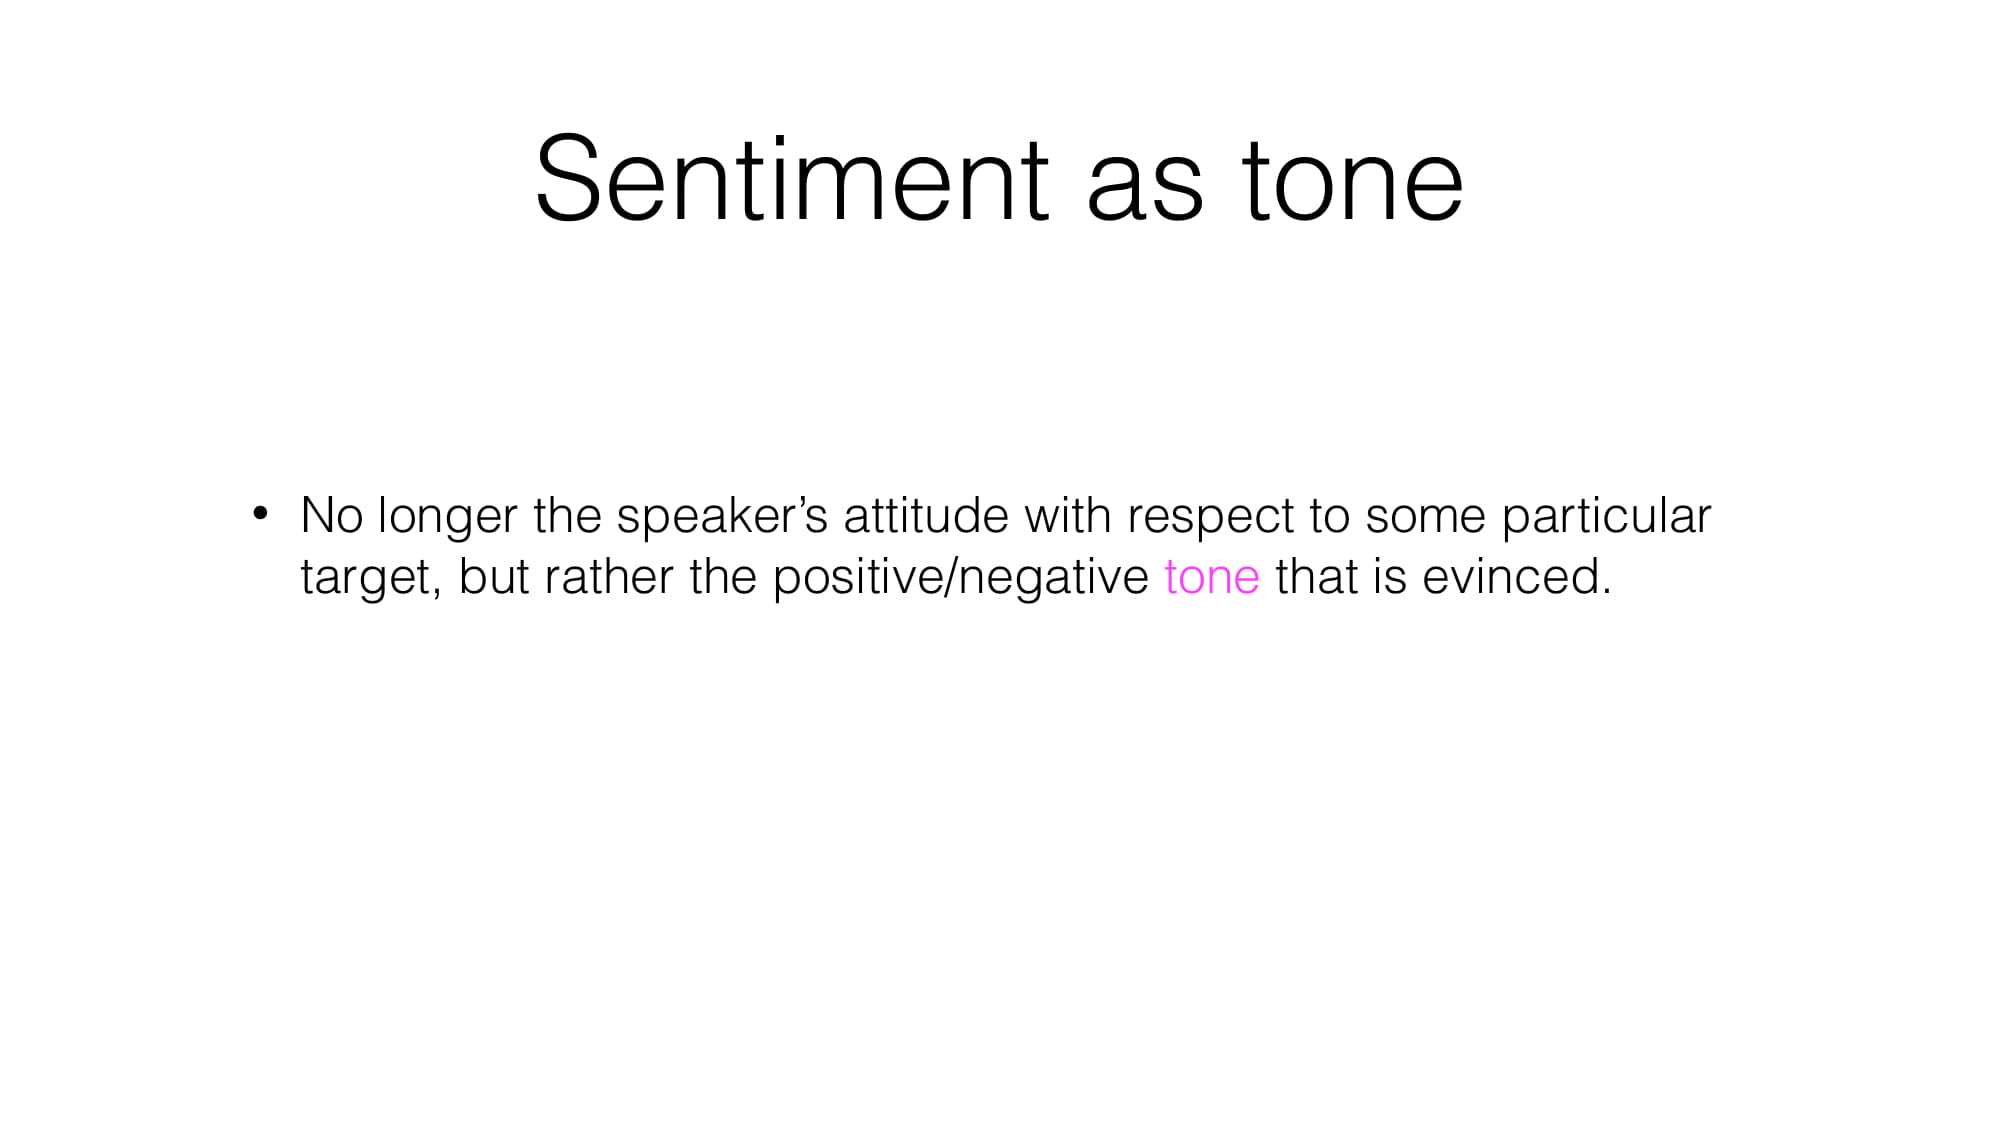 Sentiment as tone
• No longer the speaker’s attitude with respect to some particular
target, but rather the positive/negative tone that is evinced.